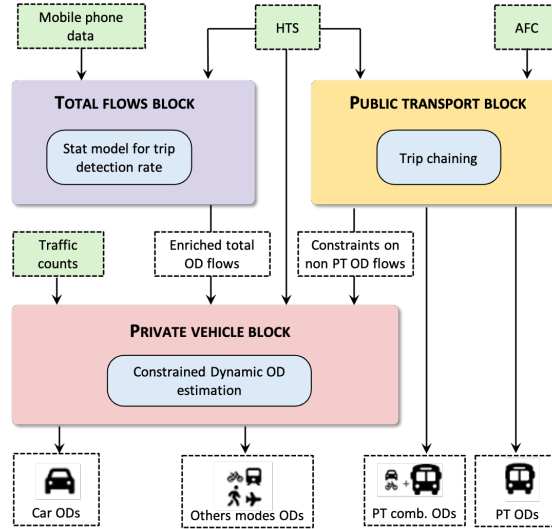 Mobile phone
data
HTS
AFC
TOTAL FLOWS BLOCK
Stat model for trip
detection rate
PUBLIC TRANSPORT BLOCK
Trip chaining
Traffic
counts
Enriched total
OD flows
Constraints on
non PT OD flows
PRIVATE VEHICLE BLOCK
Constrained Dynamic OD
estimation
Car ODs
Others modes ODs
+
PT comb. ODs
PT ODs